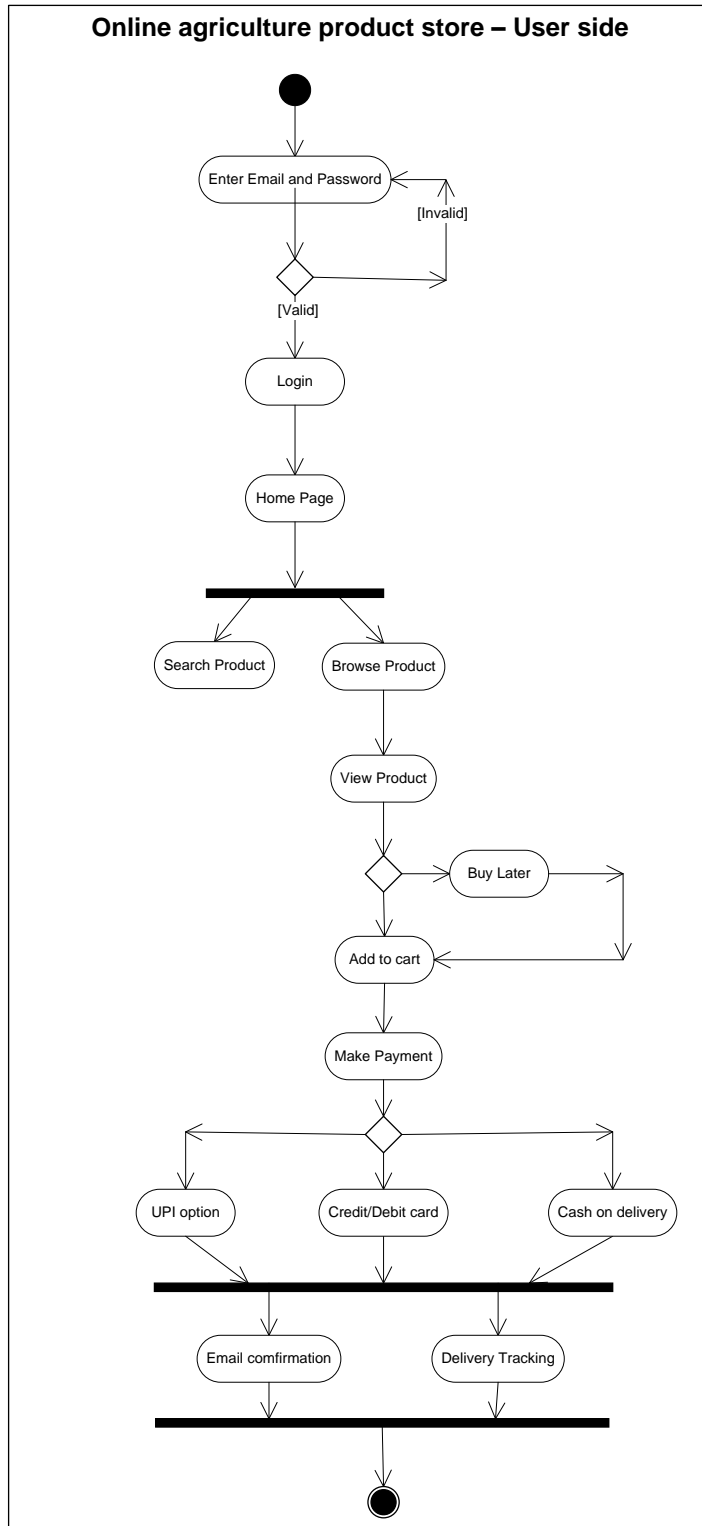 Online agriculture product store – User side
Enter Email and Password
[Invalid]
[Valid]
Login
Home Page
Search Product
Browse Product
View Product
Buy Later
Add to cart
Make Payment
UPI option
Credit/Debit card
Cash on delivery
Email comfirmation
Delivery Tracking